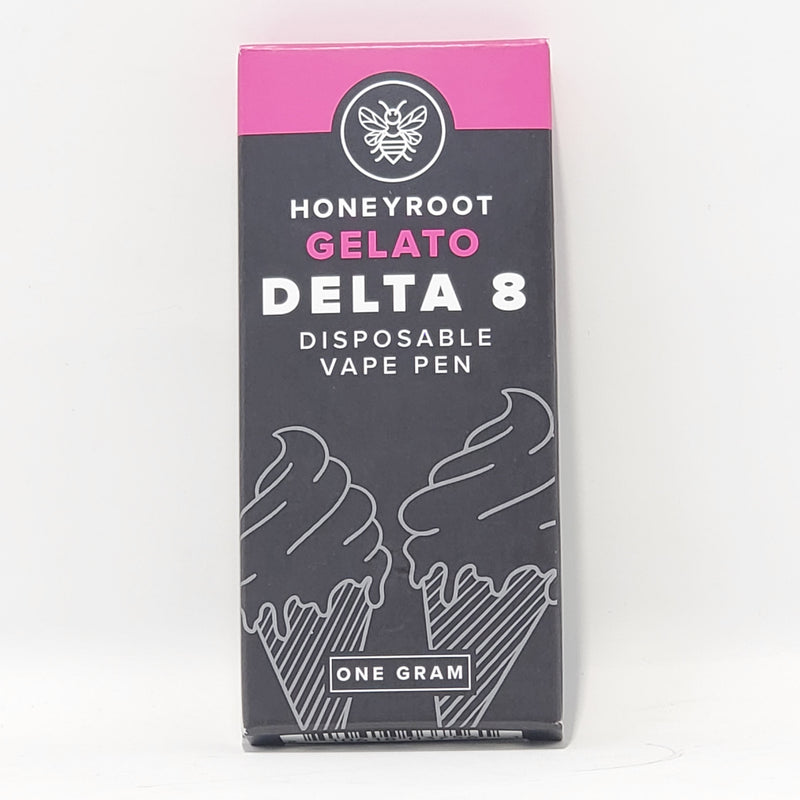 HONEYROOT
GELATO
DELTA 8
DISPOSABLE
VAPE PEN
ONE GRAM